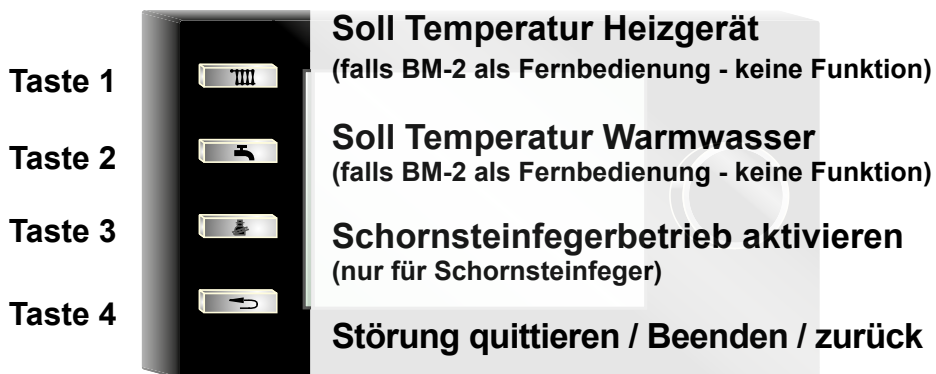 Soll Temperatur Heizgerät
Taste 1
(falls BM-2 als Fernbedienung - keine Funktion)
Soll Temperatur Warmwasser
Taste 2
(falls BM-2 als Fernbedienung - keine Funktion)
Taste 3
Schornsteinfegerbetrieb aktivieren
(nur für Schornsteinfeger)
Taste 4
Störung quittieren / Beenden / zurück